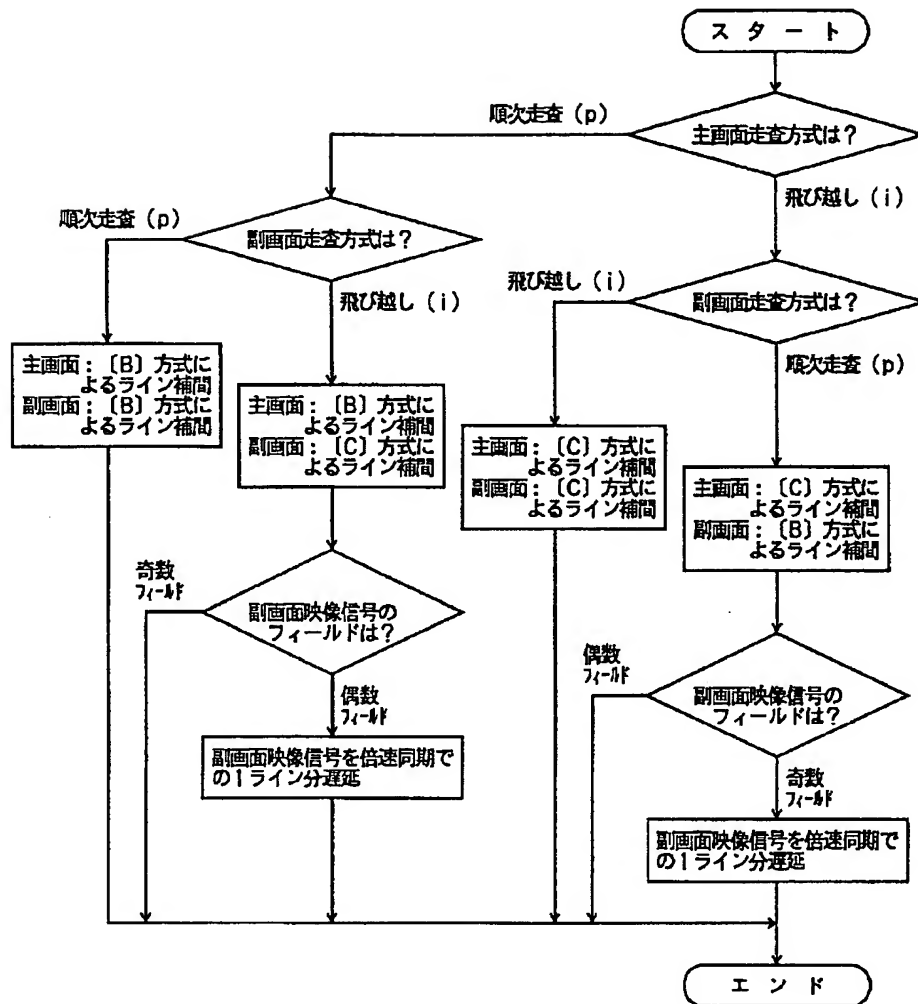 スタート
順次走査 (p)
主画面走査方式は?
飛び越し (i)
順次走査 (p)
副画面走査方式は?
飛び越し (i)
飛び越し (i)
副画面走査方式は?
順次走査 (p)
主画面:〔B〕方式に
よるライン補間
副画面:〔B〕方式に
よるライン補間
主画面:〔B〕方式に
よるライン補間
副画面:〔C〕方式に
よるライン補間
主画面:〔C〕方式に
よるライン補間
副画面:〔C〕方式に
よるライン補間
主画面:〔C〕方式に
よるライン補間
副画面:〔B〕方式に
よるライン補間
奇数
フィールド
副画面映像信号の
フィールドは?
偶数
フィールド
副画面映像信号を倍速同期で
の1ライン分遅延
偶数
フィールド
副画面映像信号の
フィールドは?
奇数
フィールド
副画面映像信号を倍速同期で
の1ライン分遅延
エンド